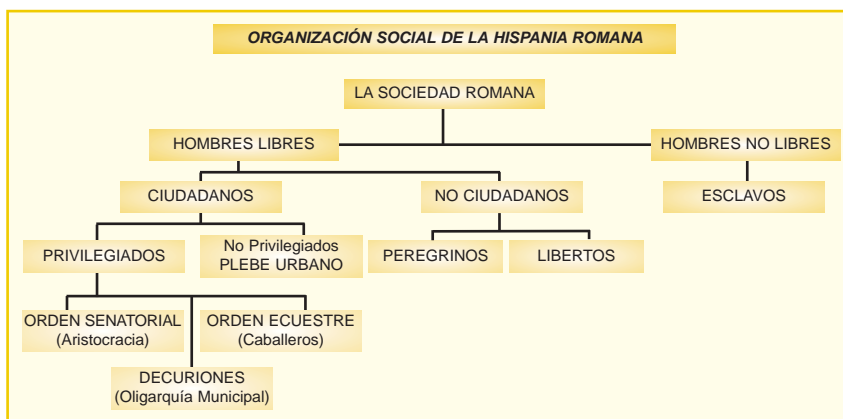 ORGANIZACIÓN SOCIAL DE LA HISPANIA ROMANA
LA SOCIEDAD ROMANA
HOMBRES LIBRES
HOMBRES NO LIBRES
CIUDADANOS
NO CIUDADANOS
ESCLAVOS
PRIVILEGIADOS
No Privilegiados
PLEBE URBANO
PEREGRINOS
LIBERTOS
ORDEN SENATORIAL
(Aristocracia)
ORDEN ECUESTRE
(Caballeros)
DECURIONES
(Oligarquía Municipal)